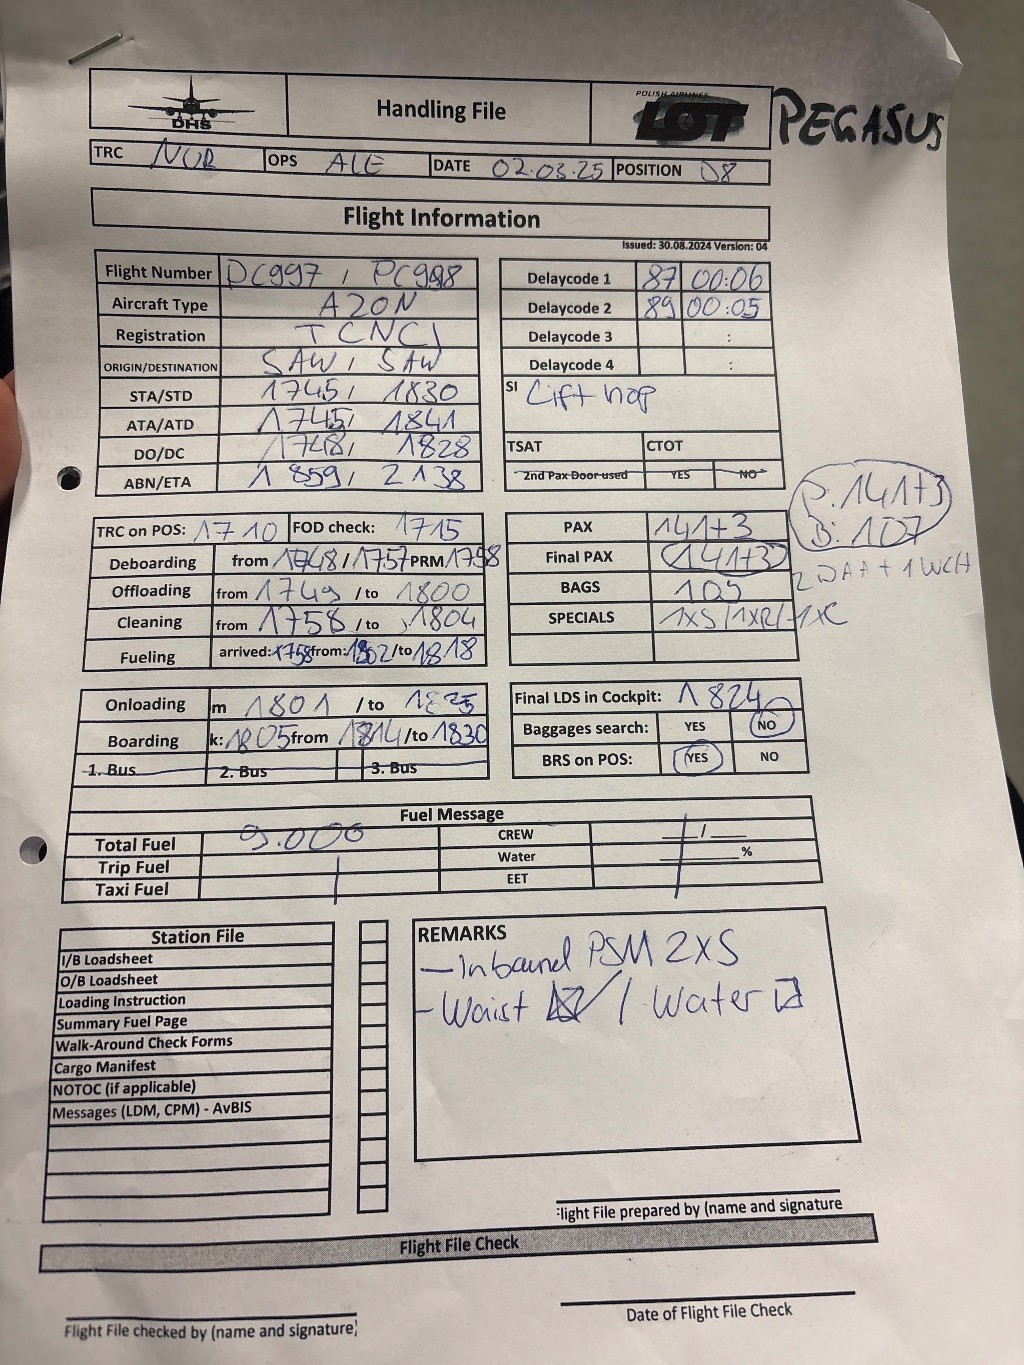 DHS Handling File POLISH AIRLINES LOT PEGASUS
TRC NUR OPS ALE DATE 02.03.25 POSITION D8
Flight Information
Issued: 30.08.2024 Version: 04
Flight Number PC997 / PC998
Aircraft Type A20N
Registration TCNC
ORIGIN/DESTINATION SAW / SAW
STA/STD 1745 / 1830
ATA/ATD 1745 / 1841
DO/DC 1748 / 1828
ABN/ETA 1859 / 2138
Delaycode 1 87 00:06
Delaycode 2 89 00:05
Delaycode 3 :
Delaycode 4 :
SI Lift hop
TSAT CTOT
2nd Pax Door used YES NO
P: 141+3
B: 107
2 DAA + 1 WCH
TRC on POS: 1710 FOD check: 1715
Deboarding from 1748 / 1757 PRM 1758
Offloading from 1749 / to 1800
Cleaning from 1758 / to 1804
Fueling arrived: 1758 from: 1802 / to 1818
PAX 141+3
Final PAX 141+3
BAGS 105
SPECIALS 1xS / 1xR / 1xC
Onloading m 1801 / to 1825
Boarding k: 1805 from 1814 / to 1830
1. Bus 2. Bus 3. Bus
Final LDS in Cockpit: 1824
Baggages search: YES NO
BRS on POS: YES NO
Fuel Message
Total Fuel 9.000 CREW __/__
Trip Fuel Water ____%
Taxi Fuel EET
Station File
I/B Loadsheet
O/B Loadsheet
Loading Instruction
Summary Fuel Page
Walk-Around Check Forms
Cargo Manifest
NOTOC (if applicable)
Messages (LDM, CPM) - AvBIS
REMARKS
- Inbound PSM 2xS
- Waist / Water
Flight File prepared by (name and signature
Flight File Check
Flight File checked by (name and signature)
Date of Flight File Check